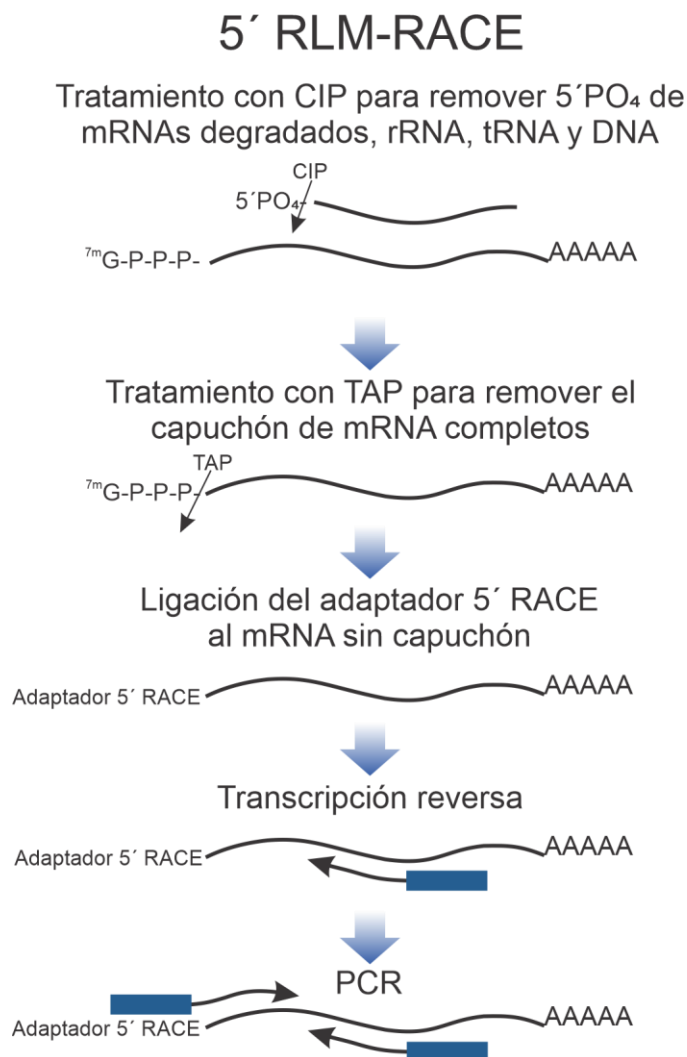 5´ RLM-RACE
Tratamiento con CIP para remover 5´PO₄ de
mRNAs degradados, rRNA, tRNA y DNA
CIP
5´PO₄-
⁷ᵐG-P-P-P-
AAAAA
Tratamiento con TAP para remover el
capuchón de mRNA completos
TAP
⁷ᵐG-P-P-P-
AAAAA
Ligación del adaptador 5´ RACE
al mRNA sin capuchón
Adaptador 5´ RACE
AAAAA
Transcripción reversa
Adaptador 5´ RACE
AAAAA
PCR
Adaptador 5´ RACE
AAAAA